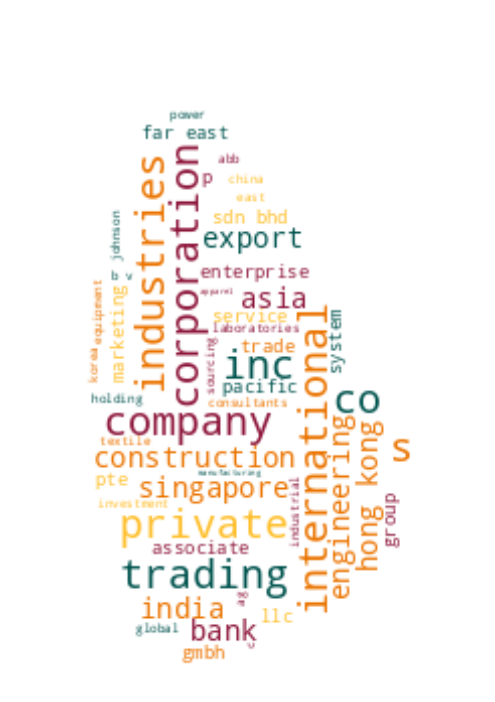 power
far east
abb
p
china
industries
corporation
east
johnson
sdn bhd
export
b v
enterprise
equipment
marketing
apparel
asia
service
laboratories
korea
sourcing
trade
system
inc
pacific
holding
consultants
international
co
company
textile
construction
manufacturing
s
engineering
hong kong
pte
singapore
industrial
investment
group
private
associate
trading
india
ag
llc
global
bank
u
gmbh